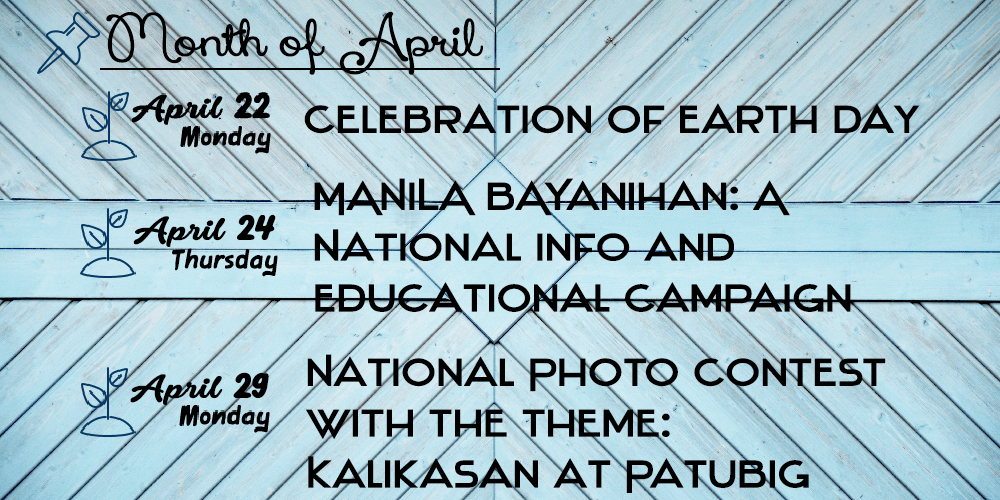 Month of April
April 22
Monday
CELEBRATION OF EARTH DAY
April 24
Thursday
MANILA BAYANIHAN: A
NATIONAL INFO AND
EDUCATIONAL CAMPAIGN
April 29
Monday
NATIONAL PHOTO CONTEST
WITH THE THEME:
KALIKASAN AT PATUBIG